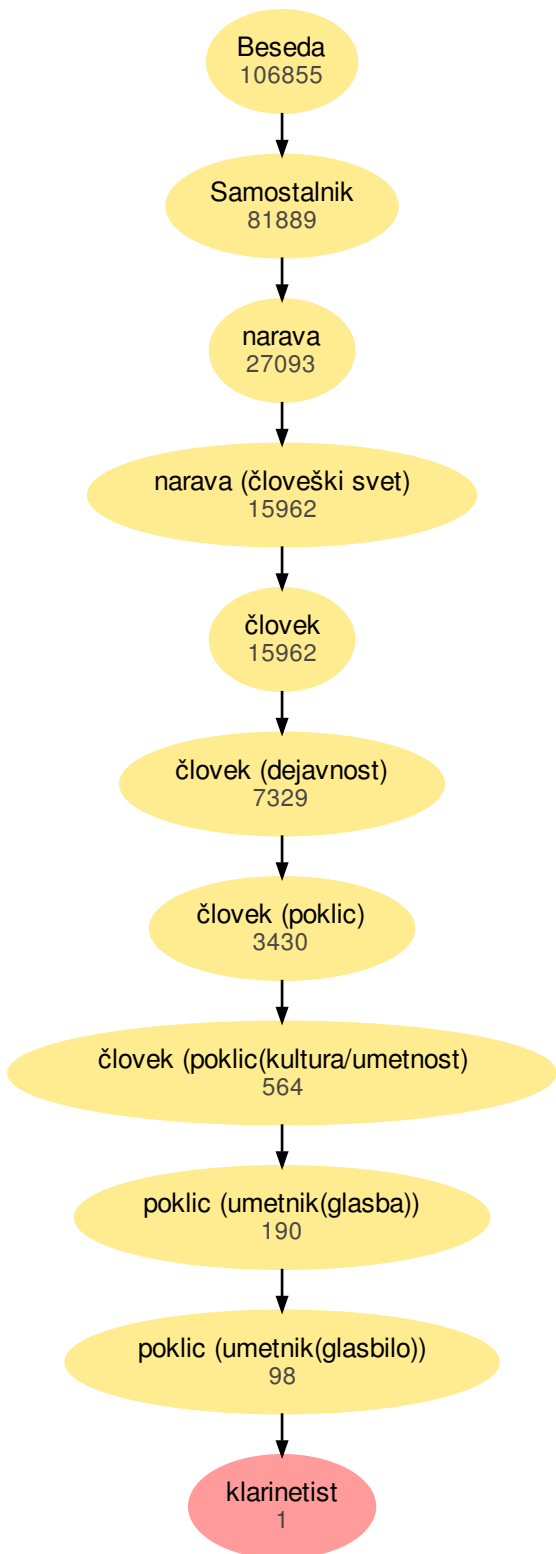 Beseda
106855
Samostalnik
81889
narava
27093
narava (človeški svet)
15962
človek
15962
človek (dejavnost)
7329
človek (poklic)
3430
človek (poklic(kultura/umetnost)
564
poklic (umetnik(glasba))
190
poklic (umetnik(glasbilo))
98
klarinetist
1